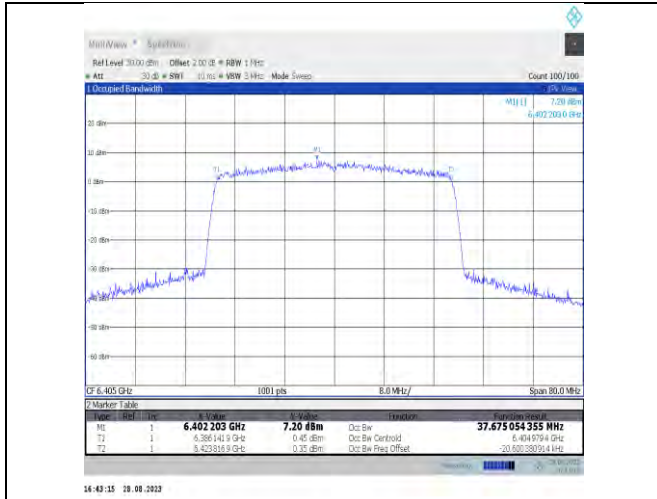 MultiView Spectrum
Ref Level 30.00 dBm Offset 2.00 dB RBW 1 MHz
Att 30 dB SWT 10 ms VBW 3 MHz Mode Sweep Count 100/100
1 Occupied Bandwidth
M1[1] 7.20 dBm
6.402 203 0 GHz
20 dBm
M1
10 dBm
T1 T2
0 dBm
-10 dBm
-20 dBm
-30 dBm
-40 dBm
-50 dBm
-60 dBm
CF 6.405 GHz 1001 pts 8.0 MHz/ Span 80.0 MHz
2 Marker Table
Type Ref Trc X-Value Y-Value Function Function Result
M1 1 6.402 203 GHz 7.20 dBm Occ Bw 37.675 054 355 MHz
T1 1 6.386 141 9 GHz 0.45 dBm Occ Bw Centroid 6.404 979 4 GHz
T2 1 6.423 816 9 GHz 0.35 dBm Occ Bw Freq Offset -20.600 380 914 kHz
16:43:15 28.08.2023